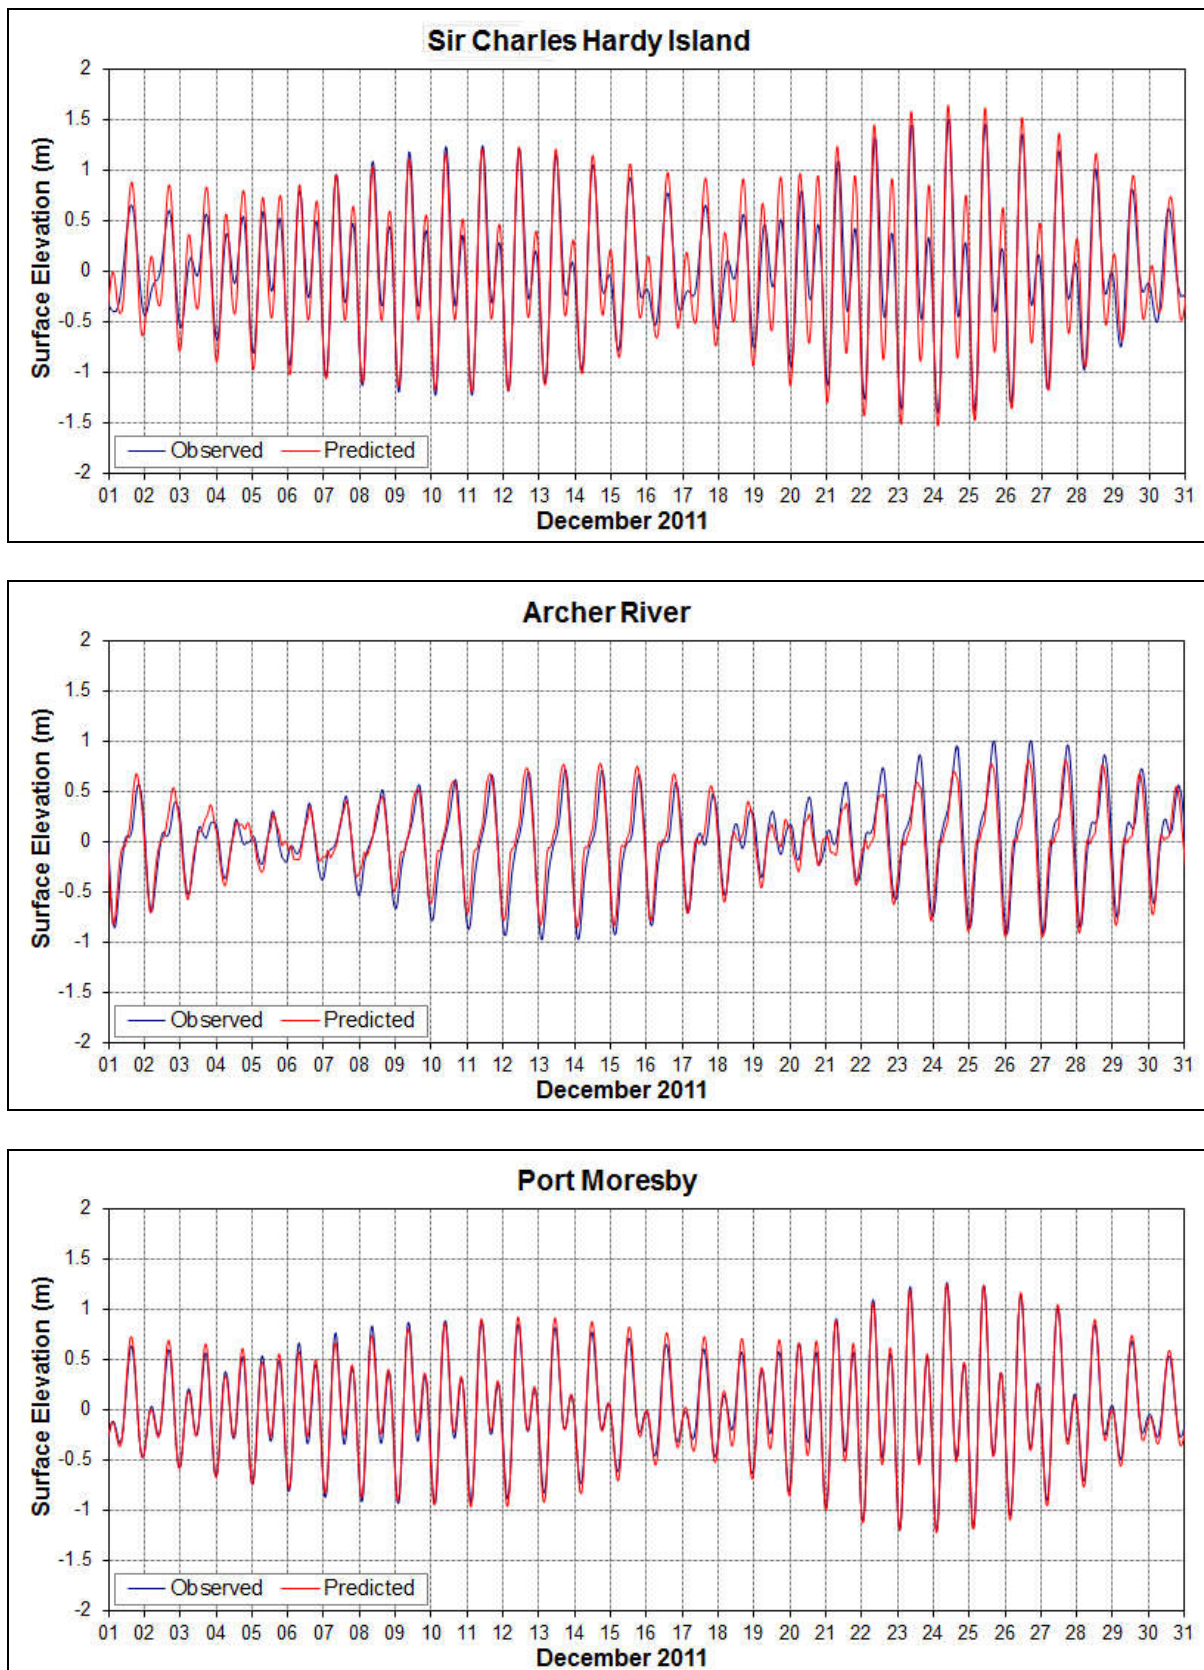 Sir Charles Hardy Island
2
1.5
1
0.5
0
-0.5
-1
-1.5
-2
Surface Elevation (m)
Observed Predicted
01 02 03 04 05 06 07 08 09 10 11 12 13 14 15 16 17 18 19 20 21 22 23 24 25 26 27 28 29 30 31
December 2011
Archer River
2
1.5
1
0.5
0
-0.5
-1
-1.5
-2
Surface Elevation (m)
Observed Predicted
01 02 03 04 05 06 07 08 09 10 11 12 13 14 15 16 17 18 19 20 21 22 23 24 25 26 27 28 29 30 31
December 2011
Port Moresby
2
1.5
1
0.5
0
-0.5
-1
-1.5
-2
Surface Elevation (m)
Observed Predicted
01 02 03 04 05 06 07 08 09 10 11 12 13 14 15 16 17 18 19 20 21 22 23 24 25 26 27 28 29 30 31
December 2011